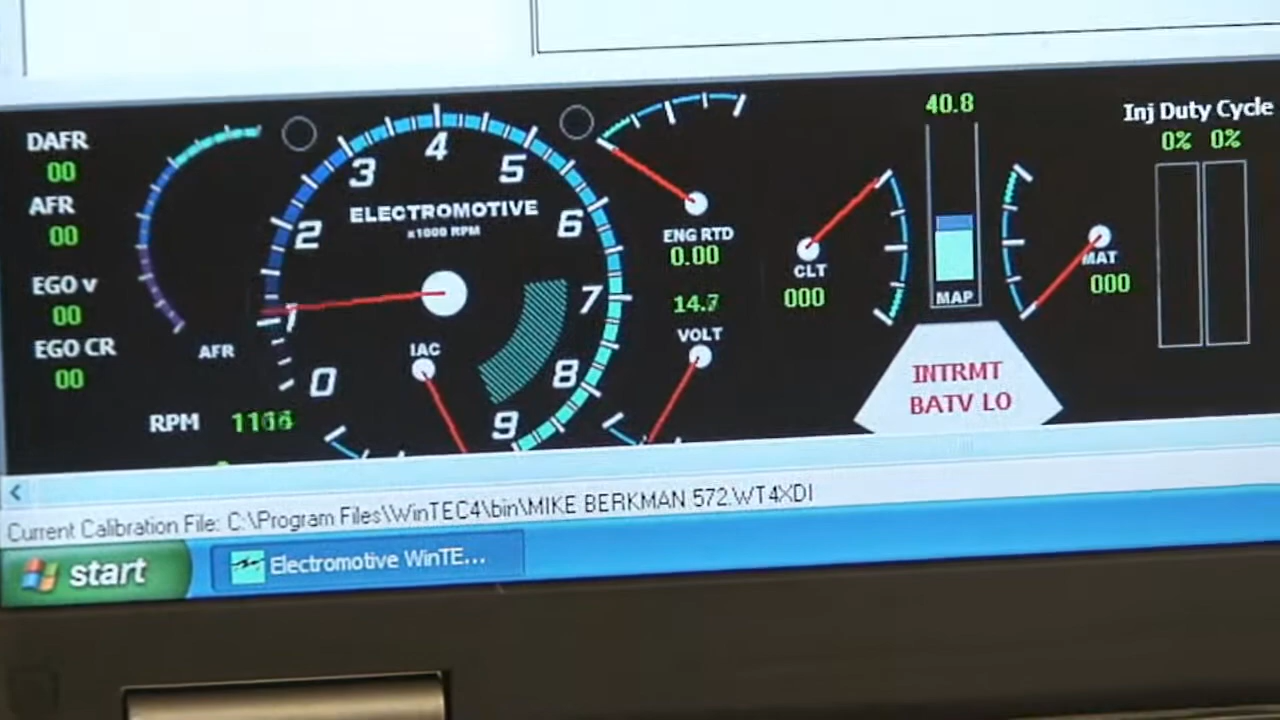 DAFR
00
AFR
00
EGO v
00
EGO CR
00
AFR
RPM
0
1
2
3
4
5
6
7
8
9
ELECTROMOTIVE
x1000 RPM
IAC
ENG RTD
0.00
14.7
VOLT
CLT
000
40.8
MAP
INTRMT
BATV LO
MAT
000
Inj Duty Cycle
0% 0%
Current Calibration File: C:\Program Files\WinTEC4\bin\MIKE BERKMAN 572.WT4XDI
start
Electromotive WinTE...